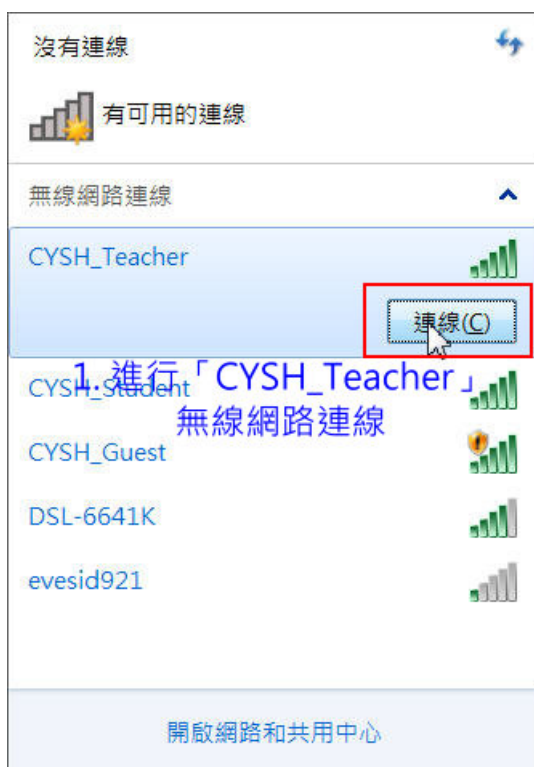 沒有連線
有可用的連線
無線網路連線
CYSH_Teacher
連線(C)
1. 進行「CYSH_Teacher」
無線網路連線
CYSH_Student
CYSH_Guest
DSL-6641K
evesid921
開啟網路和共用中心